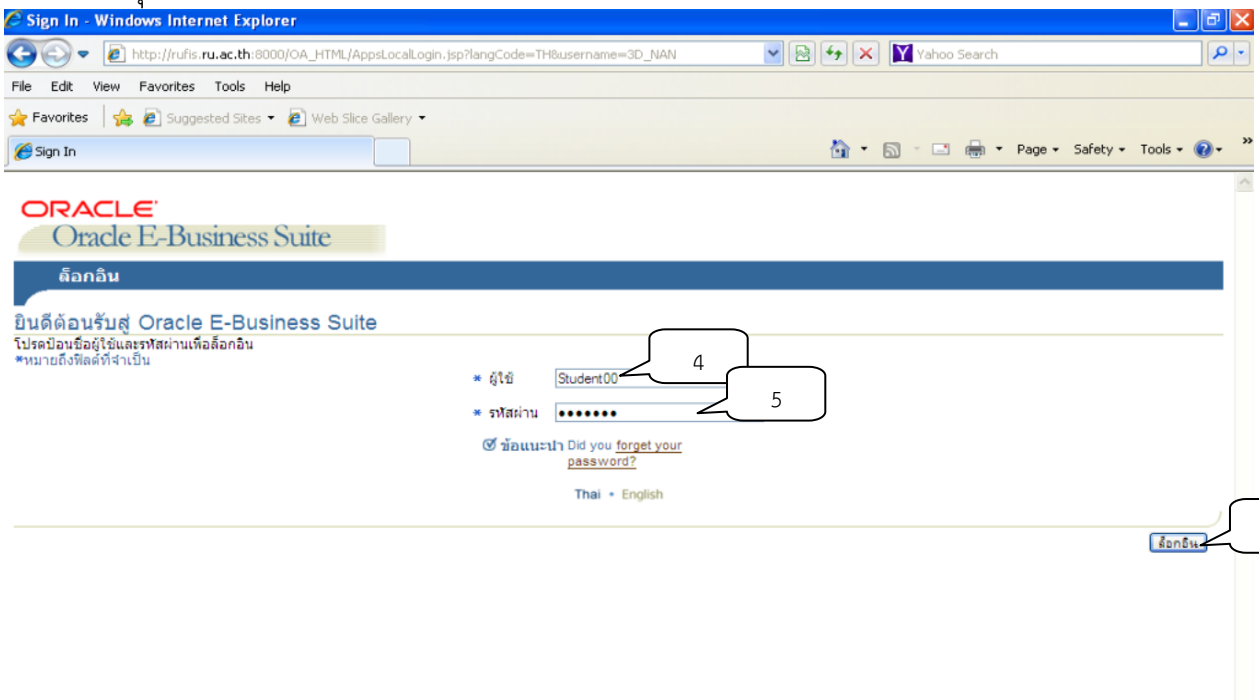 Sign In - Windows Internet Explorer
http://rufis.ru.ac.th:8000/OA_HTML/AppsLocalLogin.jsp?langCode=TH&username=3D_NAN
Yahoo Search
File Edit View Favorites Tools Help
Favorites Suggested Sites Web Slice Gallery
Sign In
Page Safety Tools »
ORACLE
Oracle E-Business Suite
ล็อกอิน
ยินดีต้อนรับสู่ Oracle E-Business Suite
โปรดป้อนชื่อผู้ใช้และรหัสผ่านเพื่อล็อกอิน
*หมายถึงฟิลด์ที่จำเป็น
4
* ผู้ใช้ Student00
5
* รหัสผ่าน •••••••
ข้อแนะนำ Did you forget your
password?
Thai • English
ล็อกอิน